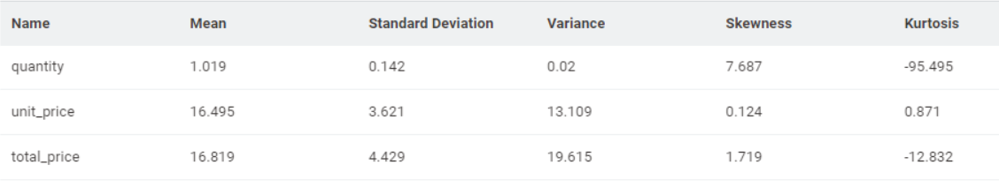 Name Mean Standard Deviation Variance Skewness Kurtosis
quantity 1.019 0.142 0.02 7.687 -95.495
unit_price 16.495 3.621 13.109 0.124 0.871
total_price 16.819 4.429 19.615 1.719 -12.832